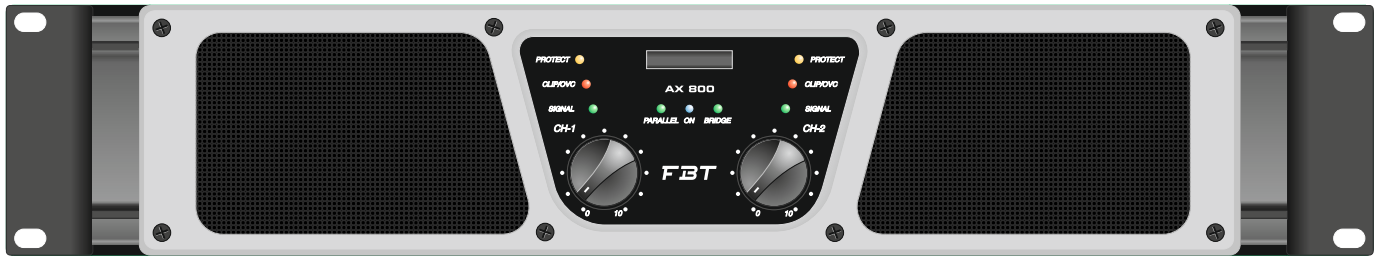 PROTECT PROTECT
CLIP/OVC CLIP/OVC
AX 800
SIGNAL SIGNAL
PARALLEL ON BRIDGE
CH-1 CH-2
FBT
0 10 0 10